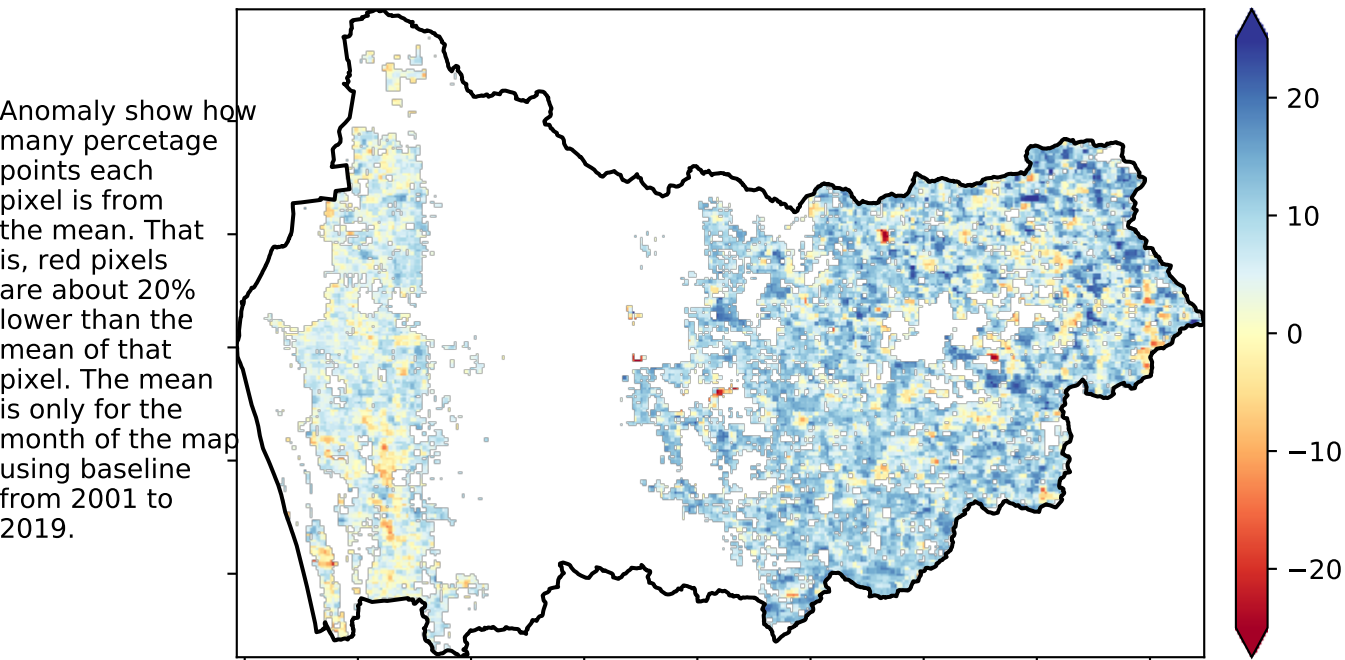 Anomaly show how
many percetage
points each
pixel is from
the mean. That
is, red pixels
are about 20%
lower than the
mean of that
pixel. The mean
is only for the
month of the map
using baseline
from 2001 to
2019.
20
10
0
−10
−20